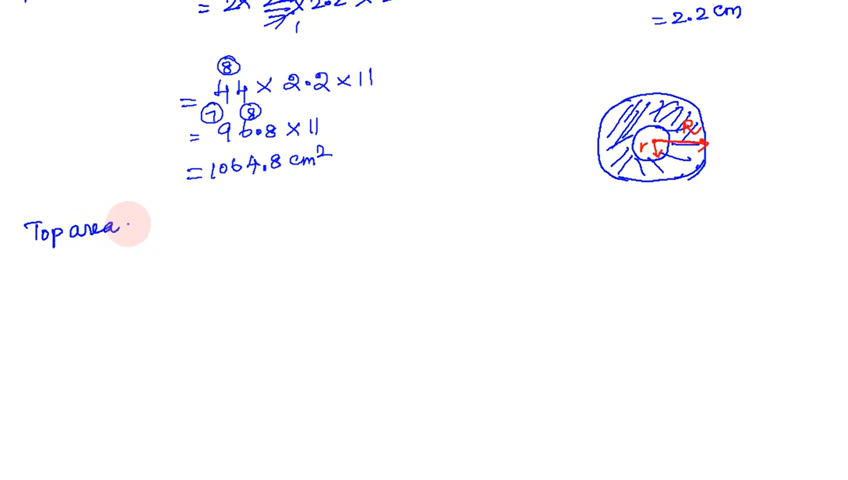 = 2.2 cm
⑧
= 44 × 2.2 × 11
⑦ ⑧
= 96.8 × 11
= 1064.8 cm²
R
r
Top area